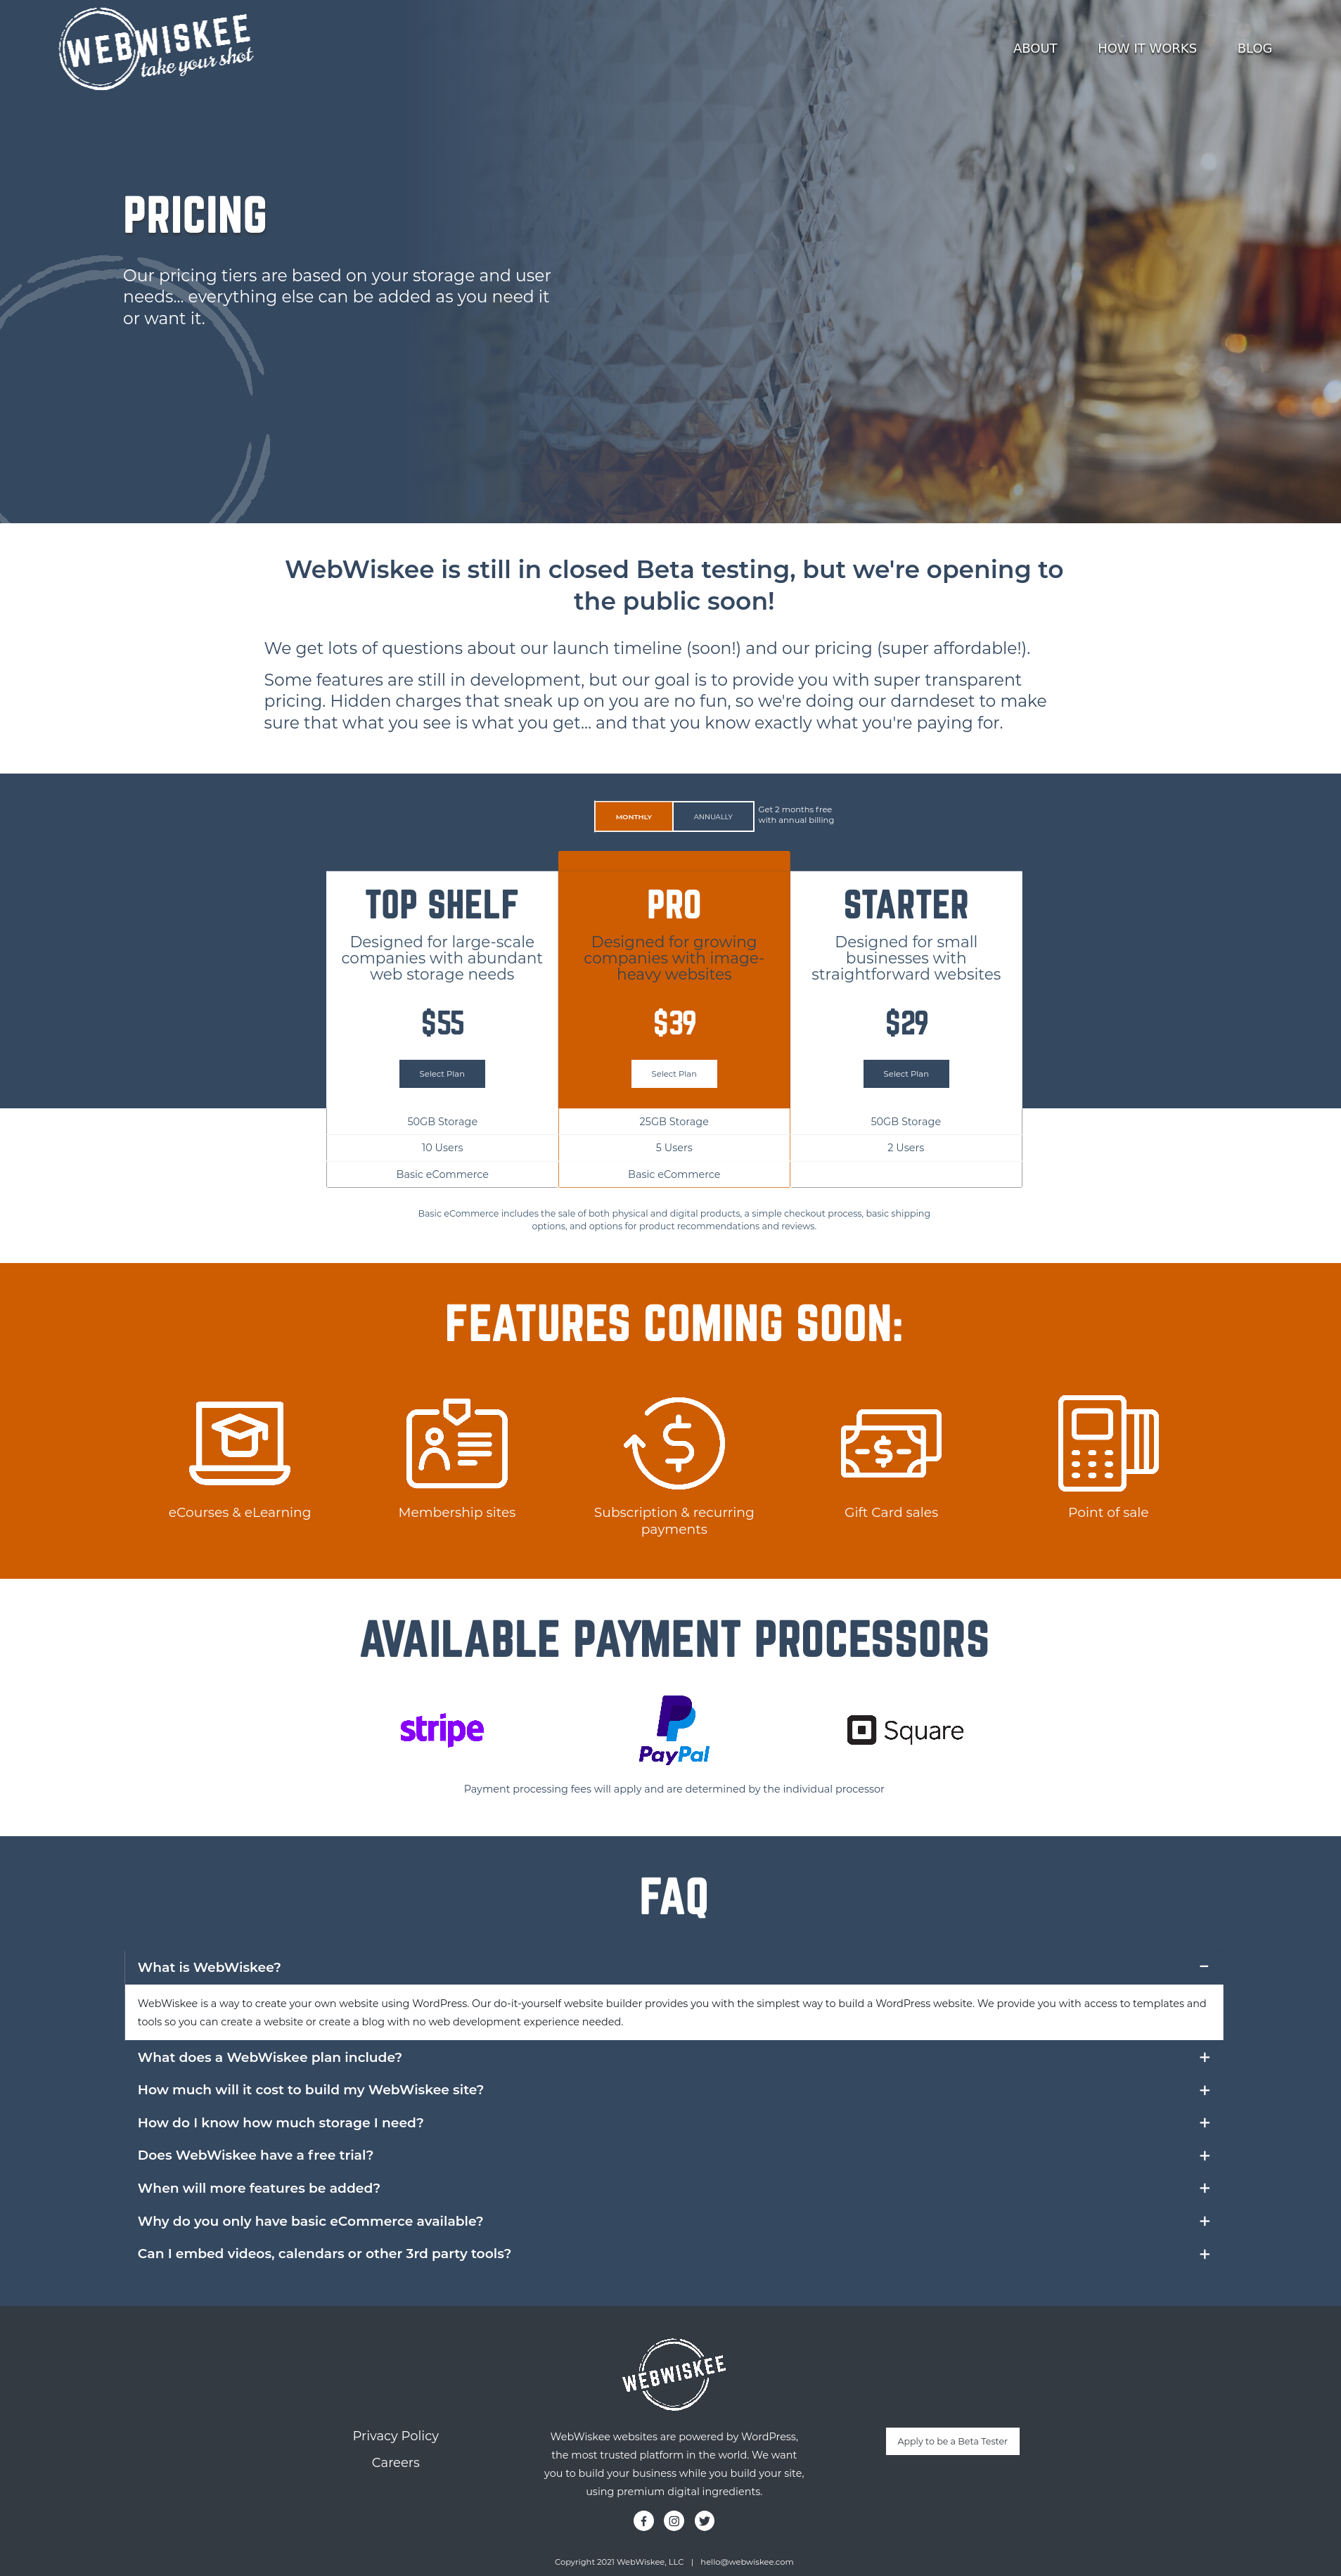 WEBWISKEE
take your shot
ABOUT HOW IT WORKS BLOG
PRICING
Our pricing tiers are based on your storage and user
needs... everything else can be added as you need it
or want it.
WebWiskee is still in closed Beta testing, but we're opening to
the public soon!
We get lots of questions about our launch timeline (soon!) and our pricing (super affordable!).
Some features are still in development, but our goal is to provide you with super transparent
pricing. Hidden charges that sneak up on you are no fun, so we're doing our darndeset to make
sure that what you see is what you get... and that you know exactly what you're paying for.
MONTHLY ANNUALLY
Get 2 months free
with annual billing
TOP SHELF
Designed for large-scale
companies with abundant
web storage needs
$55
Select Plan
50GB Storage
10 Users
Basic eCommerce
PRO
Designed for growing
companies with image-
heavy websites
$39
Select Plan
25GB Storage
5 Users
Basic eCommerce
STARTER
Designed for small
businesses with
straightforward websites
$29
Select Plan
50GB Storage
2 Users
Basic eCommerce includes the sale of both physical and digital products, a simple checkout process, basic shipping
options, and options for product recommendations and reviews.
FEATURES COMING SOON:
eCourses & eLearning
Membership sites
Subscription & recurring
payments
Gift Card sales
Point of sale
AVAILABLE PAYMENT PROCESSORS
stripe
PayPal
Square
Payment processing fees will apply and are determined by the individual processor
FAQ
What is WebWiskee?
WebWiskee is a way to create your own website using WordPress. Our do-it-yourself website builder provides you with the simplest way to build a WordPress website. We provide you with access to templates and
tools so you can create a website or create a blog with no web development experience needed.
What does a WebWiskee plan include?
How much will it cost to build my WebWiskee site?
How do I know how much storage I need?
Does WebWiskee have a free trial?
When will more features be added?
Why do you only have basic eCommerce available?
Can I embed videos, calendars or other 3rd party tools?
WEBWISKEE
Privacy Policy
Careers
WebWiskee websites are powered by WordPress,
the most trusted platform in the world. We want
you to build your business while you build your site,
using premium digital ingredients.
Apply to be a Beta Tester
Copyright 2021 WebWiskee, LLC | hello@webwiskee.com